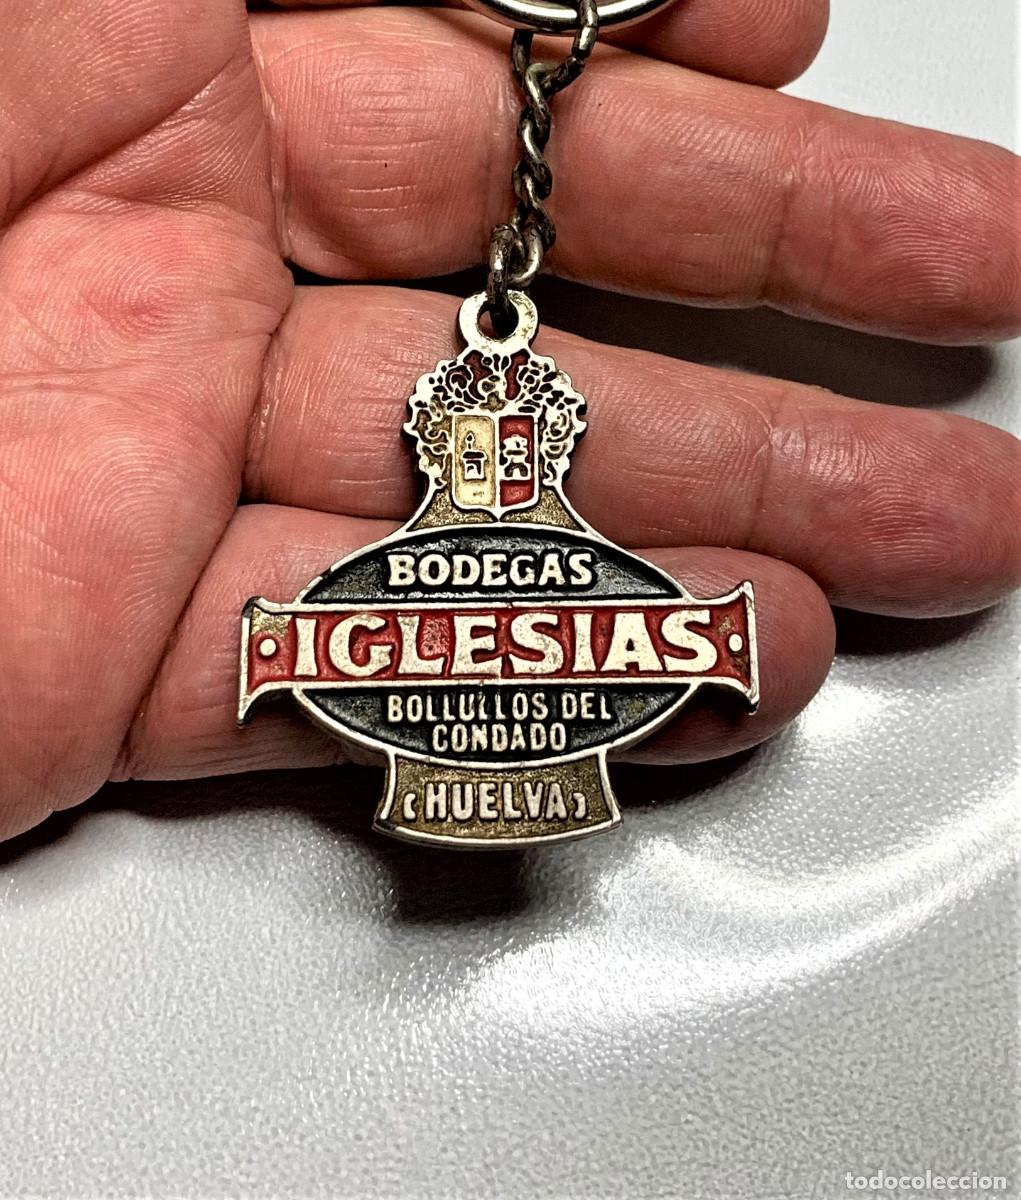 BODEGAS
·IGLESIAS·
BOLLULLOS DEL
CONDADO
(HUELVA)
todocoleccion